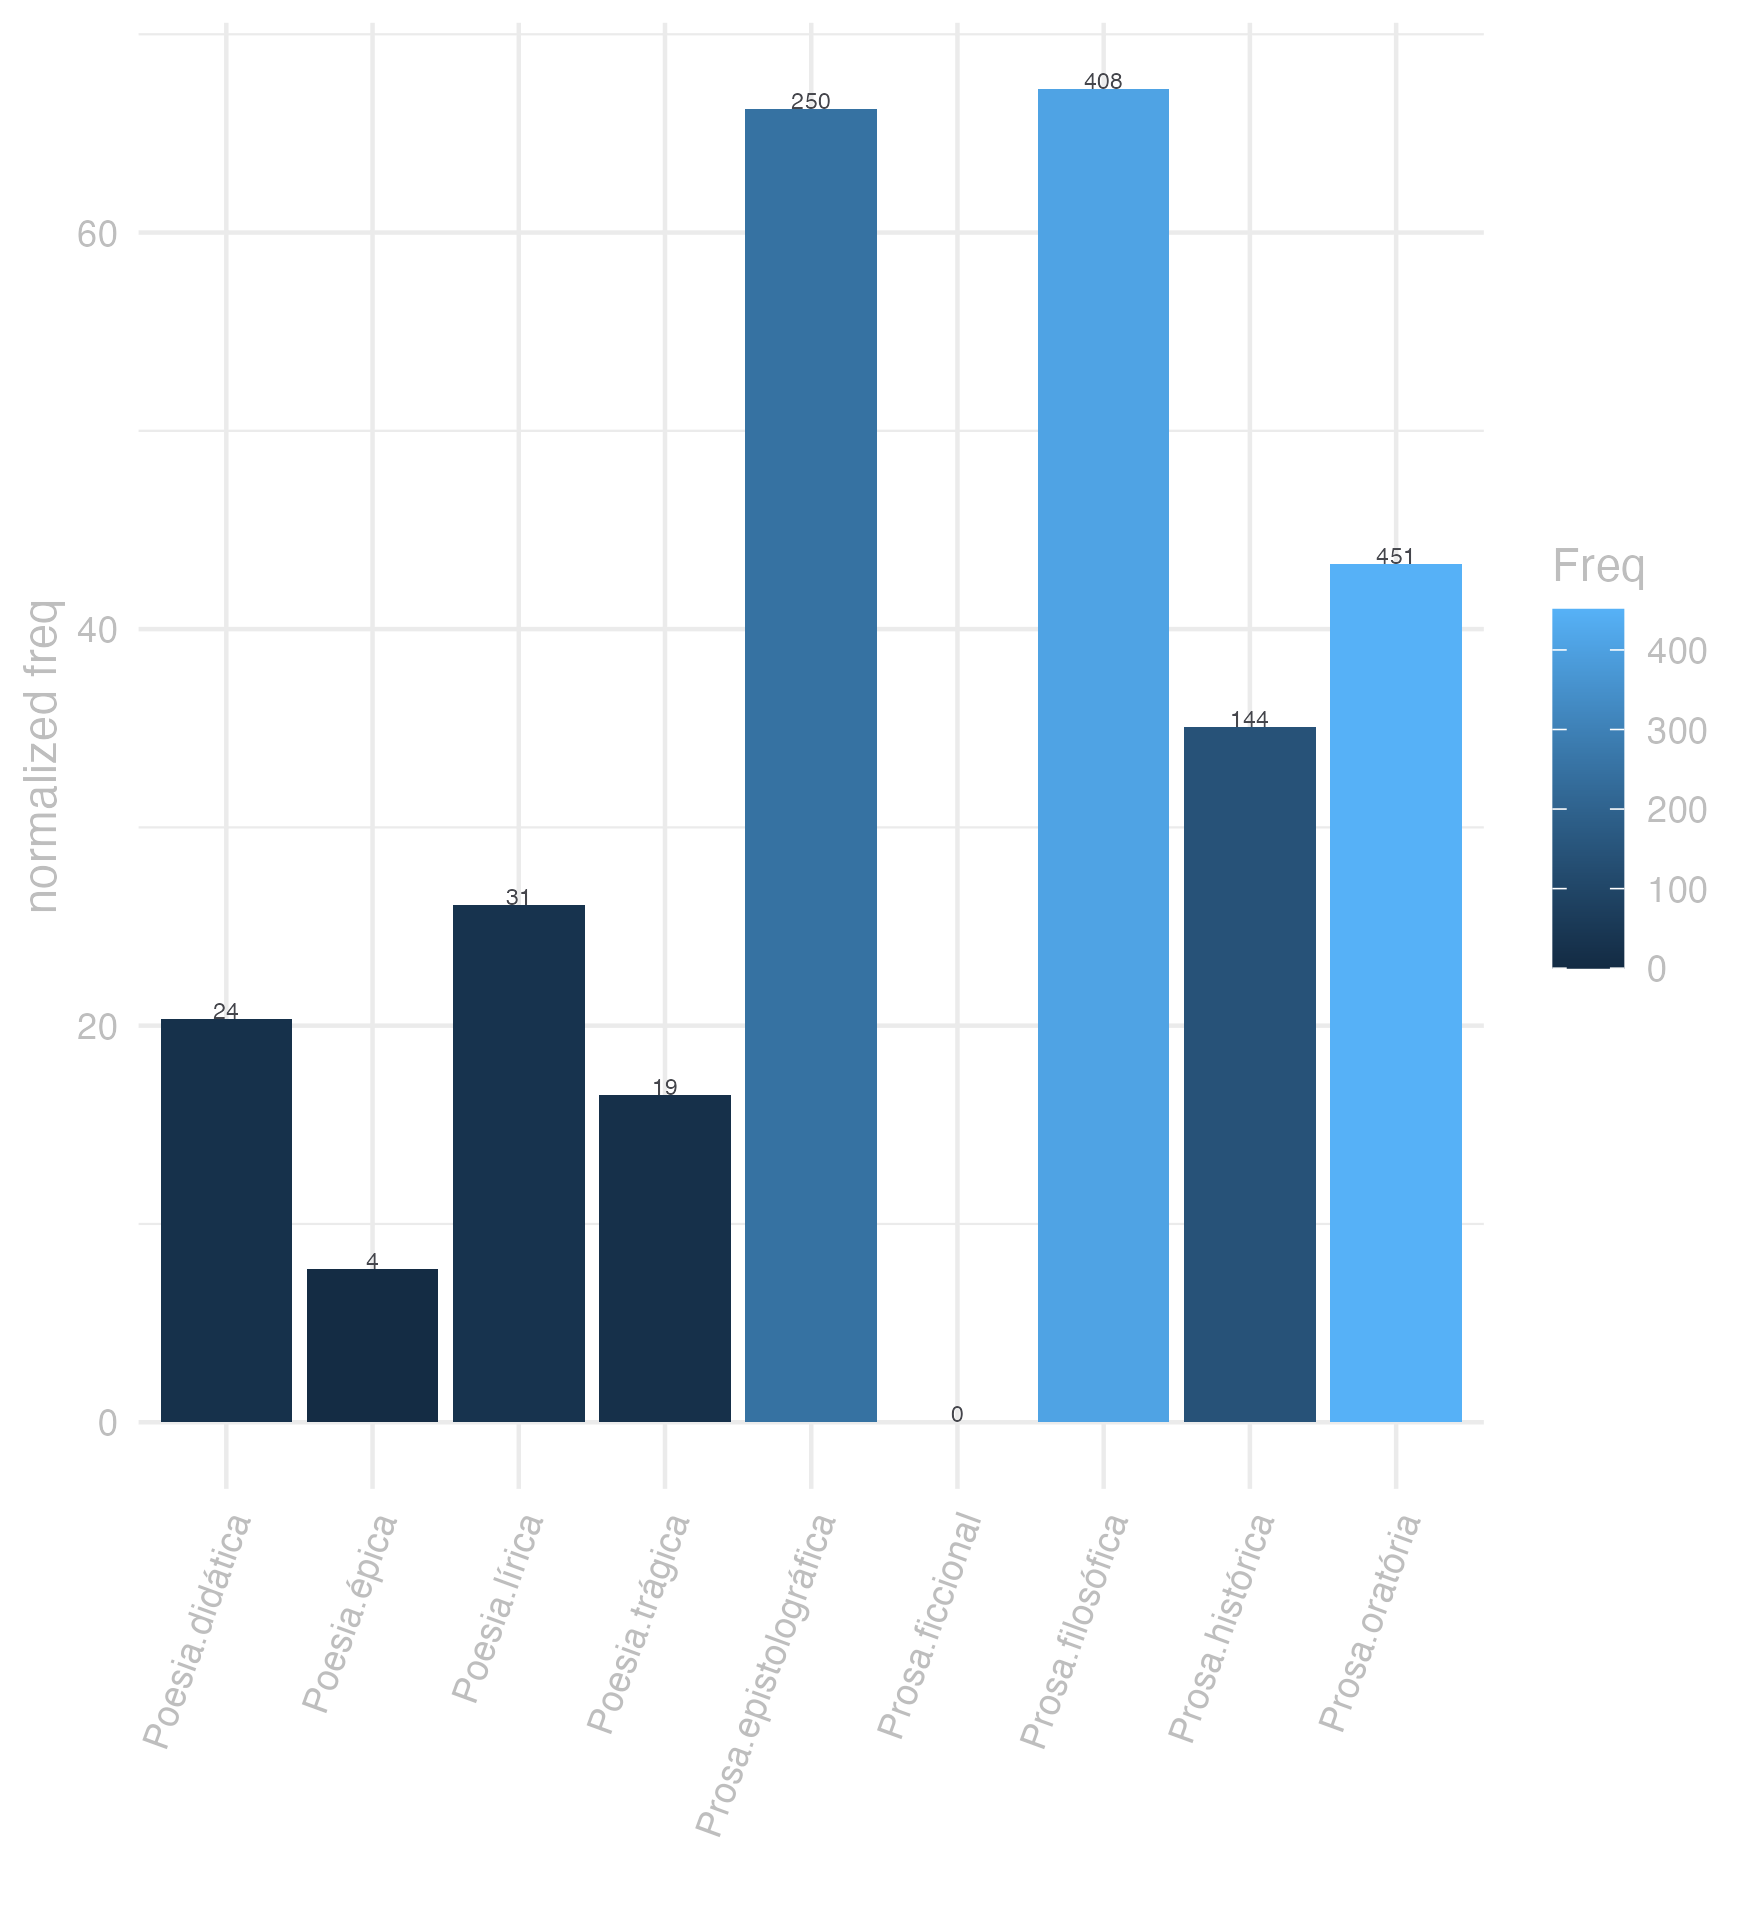 408
250
60
451
Freq
normalized freq
40
400
144
300
31
200
24
100
20
19
4
0
0
0
Poesia.didática
Poesia.épica
Poesia.lírica
Poesia.trágica
Prosa.epistolográfica
Prosa.ficcional
Prosa.filosófica
Prosa.histórica
Prosa.oratória